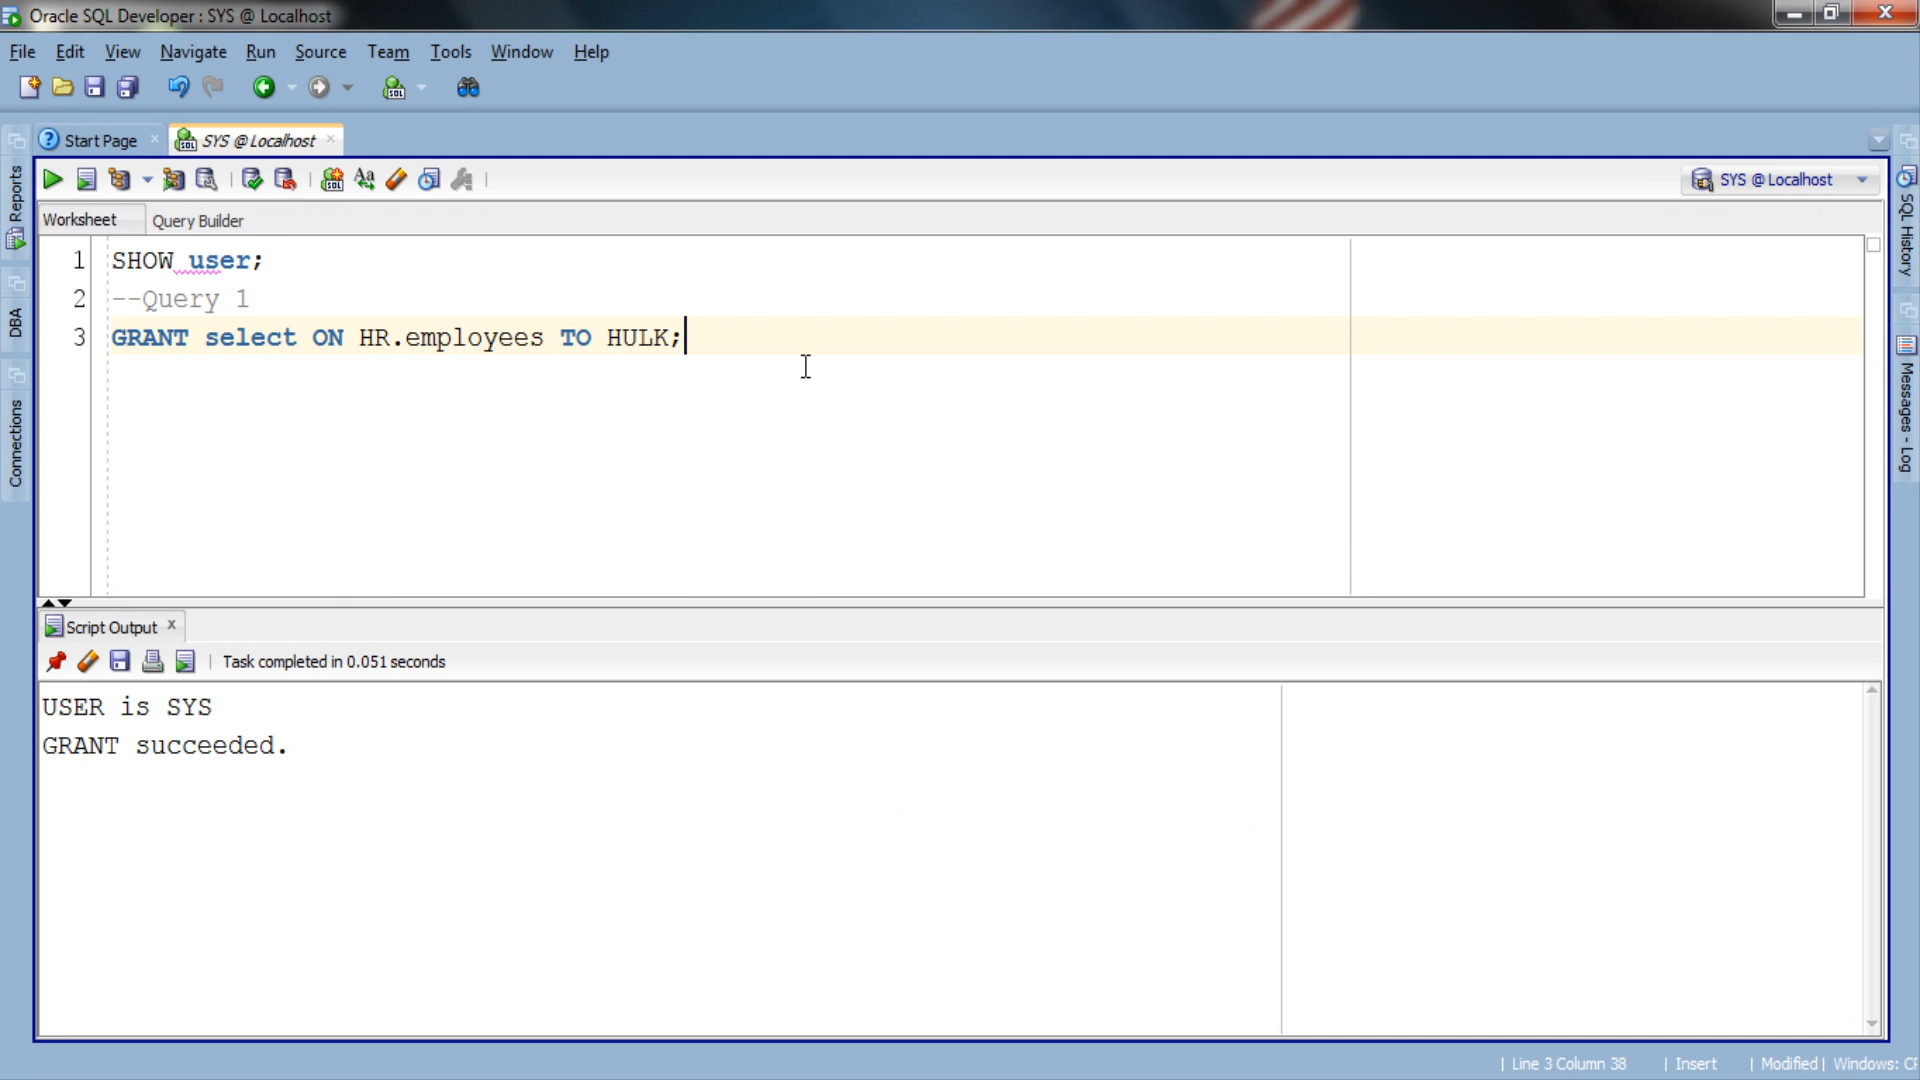 Oracle SQL Developer : SYS @ Localhost
File Edit View Navigate Run Source Team Tools Window Help
Start Page SYS @ Localhost
SYS @ Localhost
Worksheet Query Builder
1 SHOW user;
2 --Query 1
3 GRANT select ON HR.employees TO HULK;
Reports
DBA
Connections
SQL History
Messages - Log
Script Output
Task completed in 0.051 seconds
USER is SYS
GRANT succeeded.
Line 3 Column 38 | Insert | Modified | Windows: